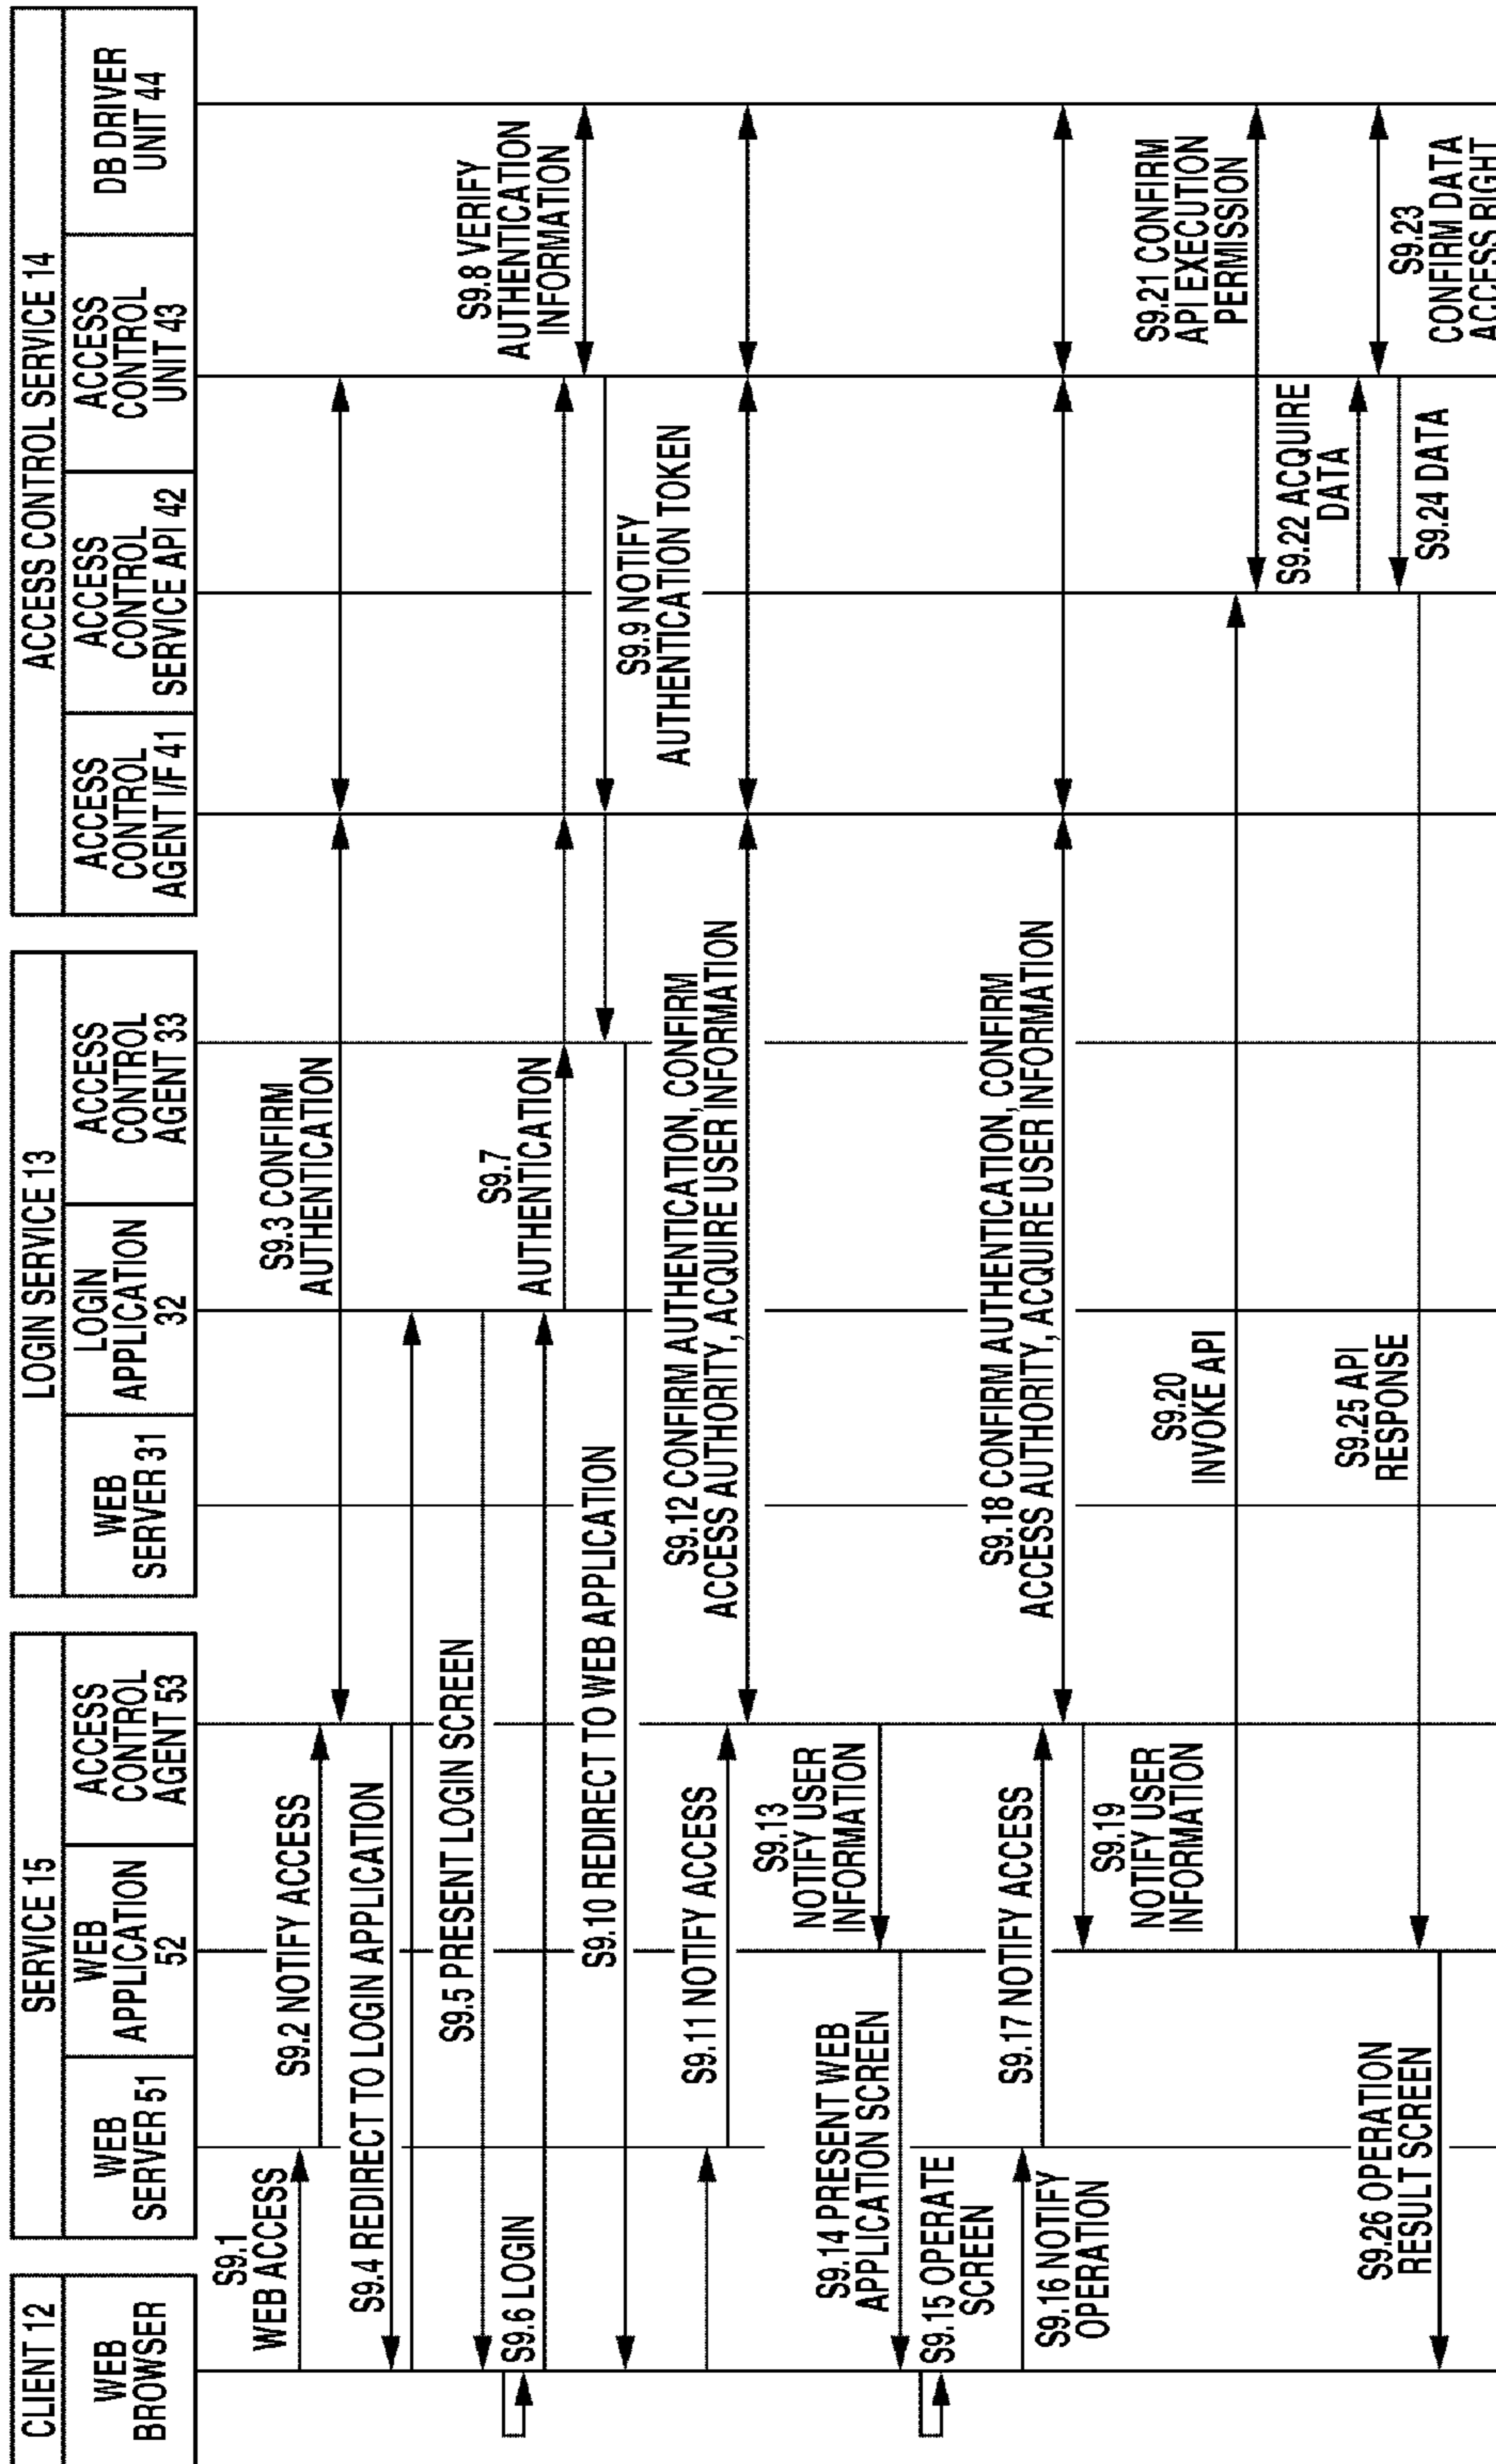 CLIENT 12
WEB
BROWSER
SERVICE 15
WEB
SERVER 51
WEB
APPLICATION
52
ACCESS
CONTROL
AGENT 53
LOGIN SERVICE 13
WEB
SERVER 31
LOGIN
APPLICATION
32
ACCESS
CONTROL
AGENT 33
ACCESS CONTROL SERVICE 14
ACCESS
CONTROL
AGENT I/F 41
ACCESS
CONTROL
SERVICE API 42
ACCESS
CONTROL
UNIT 43
DB DRIVER
UNIT 44
S9.1
WEB ACCESS
S9.2 NOTIFY ACCESS
S9.3 CONFIRM
AUTHENTICATION
S9.4 REDIRECT TO LOGIN APPLICATION
S9.5 PRESENT LOGIN SCREEN
S9.6 LOGIN
S9.7
AUTHENTICATION
S9.8 VERIFY
AUTHENTICATION
INFORMATION
S9.9 NOTIFY
AUTHENTICATION TOKEN
S9.10 REDIRECT TO WEB APPLICATION
S9.11 NOTIFY ACCESS
S9.12 CONFIRM AUTHENTICATION, CONFIRM
ACCESS AUTHORITY, ACQUIRE USER INFORMATION
S9.13
NOTIFY USER
INFORMATION
S9.14 PRESENT WEB
APPLICATION SCREEN
S9.15 OPERATE
SCREEN
S9.16 NOTIFY
OPERATION
S9.17 NOTIFY ACCESS
S9.18 CONFIRM AUTHENTICATION, CONFIRM
ACCESS AUTHORITY, ACQUIRE USER INFORMATION
S9.19
NOTIFY USER
INFORMATION
S9.20
INVOKE API
S9.21 CONFIRM
API EXECUTION
PERMISSION
S9.22 ACQUIRE
DATA
S9.23
CONFIRM DATA
ACCESS RIGHT
S9.24 DATA
S9.25 API
RESPONSE
S9.26 OPERATION
RESULT SCREEN